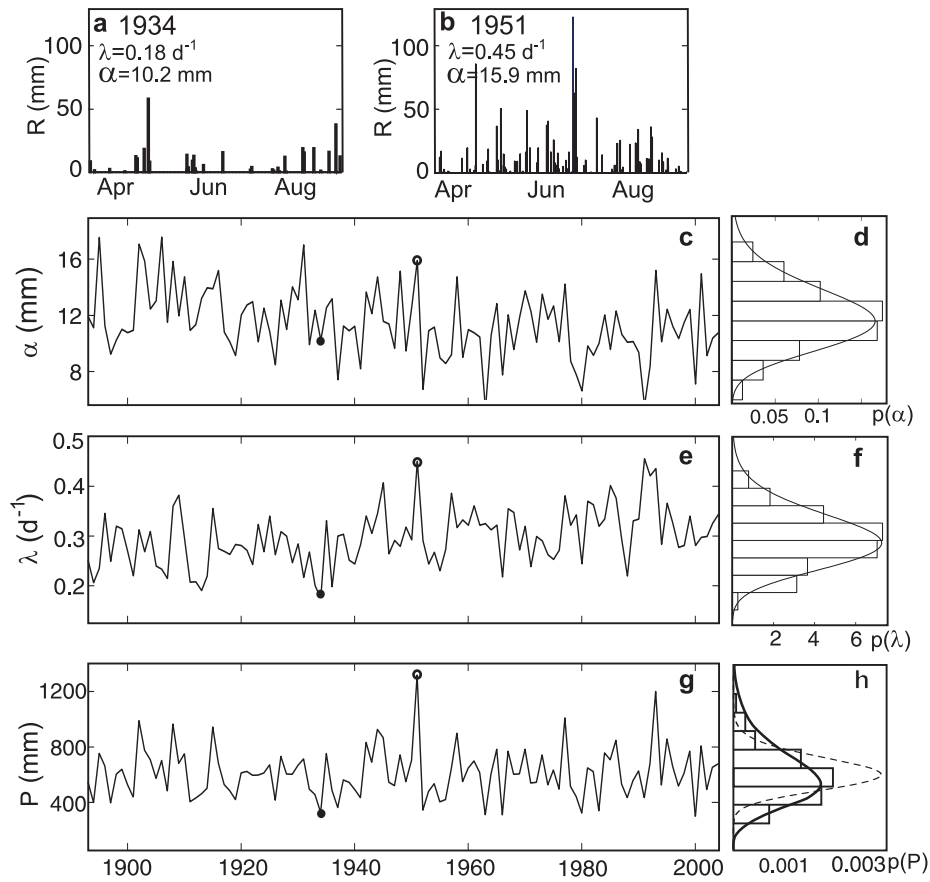 a 1934
λ=0.18 d⁻¹
α=10.2 mm
R (mm)
100
50
0
Apr Jun Aug
b 1951
λ=0.45 d⁻¹
α=15.9 mm
R (mm)
100
50
0
Apr Jun Aug
c
α (mm)
16
12
8
d
0.05 0.1 p(α)
e
λ (d⁻¹)
0.5
0.4
0.3
0.2
f
2 4 6 p(λ)
g
P (mm)
1200
800
400
1900 1920 1940 1960 1980 2000
h
0.001 0.003 p(P)